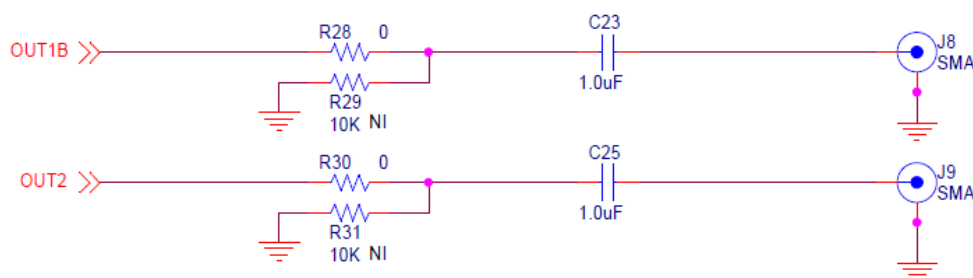 R28 0
C23
J8
OUT1B
SMA
R29
1.0uF
10K NI
R30 0
C25
J9
OUT2
SMA
R31
1.0uF
10K NI